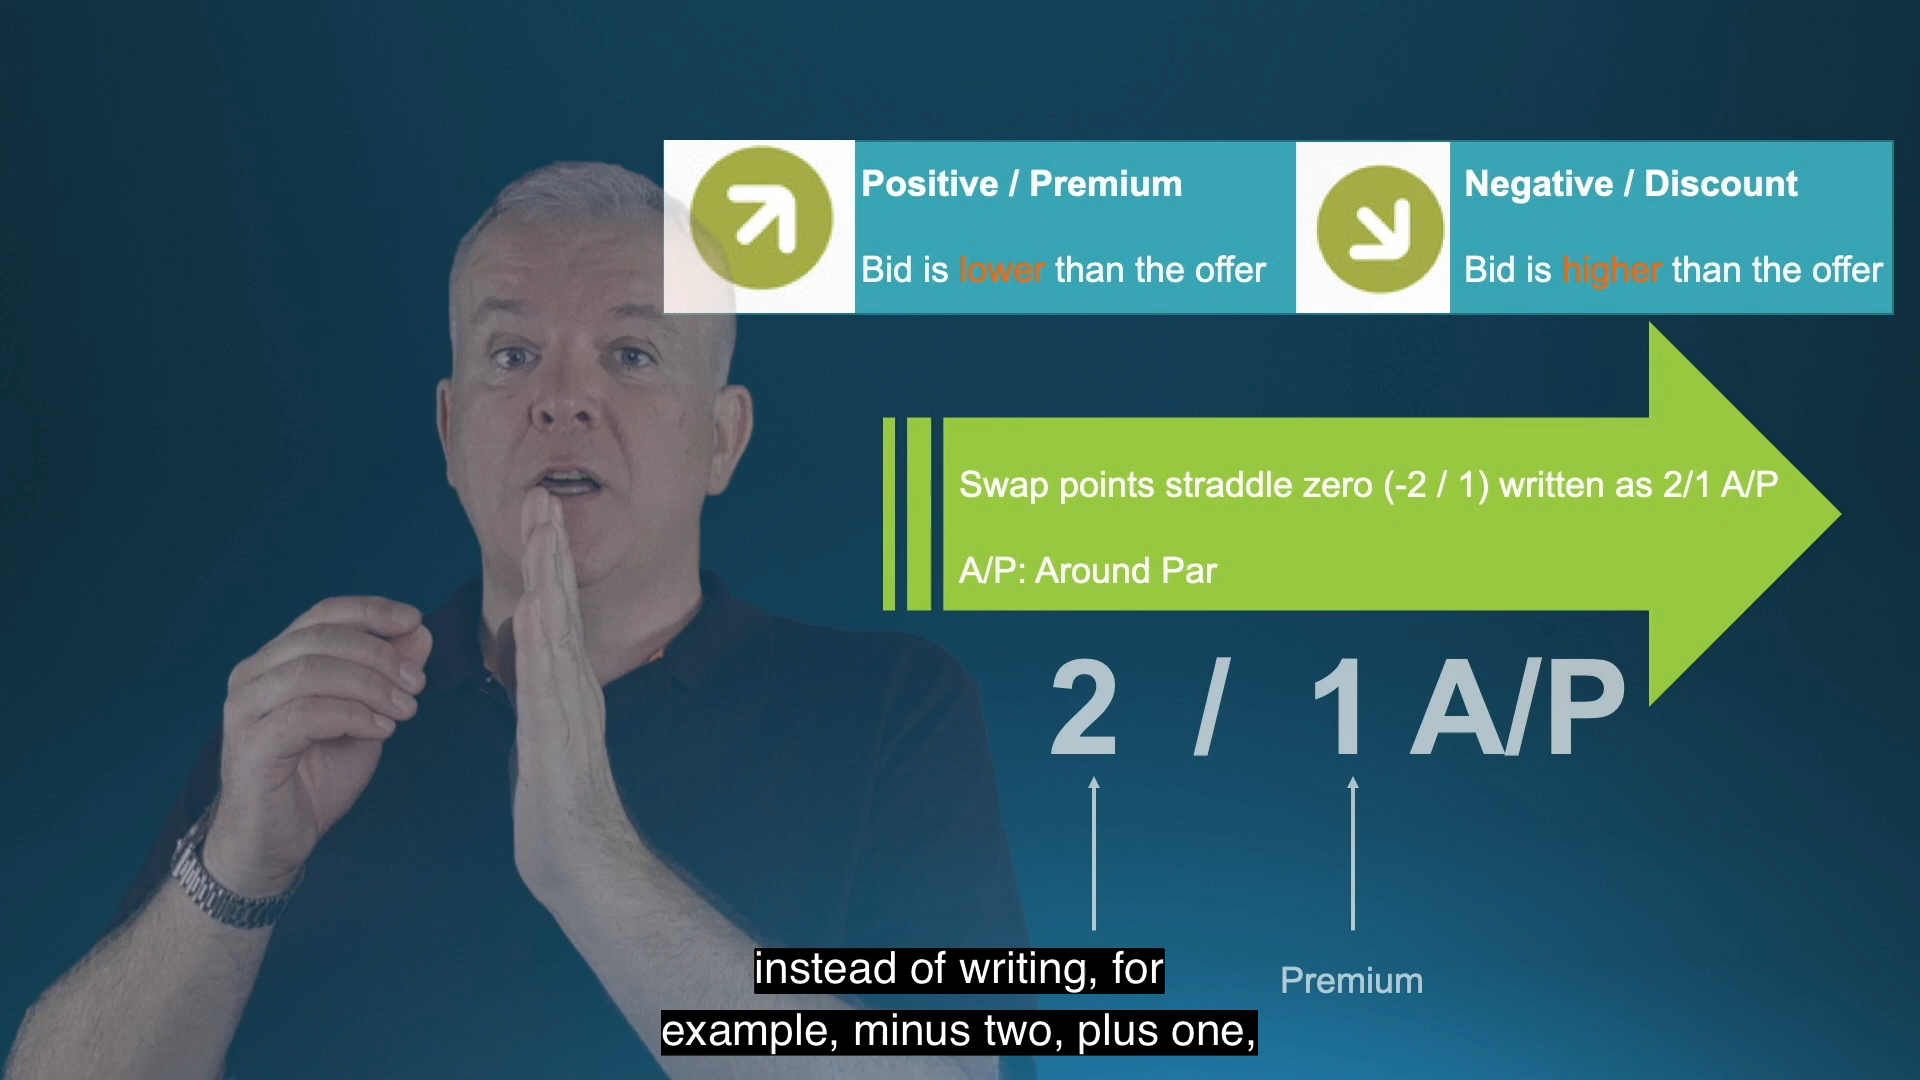 Positive / Premium
Bid is lower than the offer
Negative / Discount
Bid is higher than the offer
Swap points straddle zero (-2 / 1) written as 2/1 A/P
A/P: Around Par
2 / 1 A/P
Premium
instead of writing, for
example, minus two, plus one,